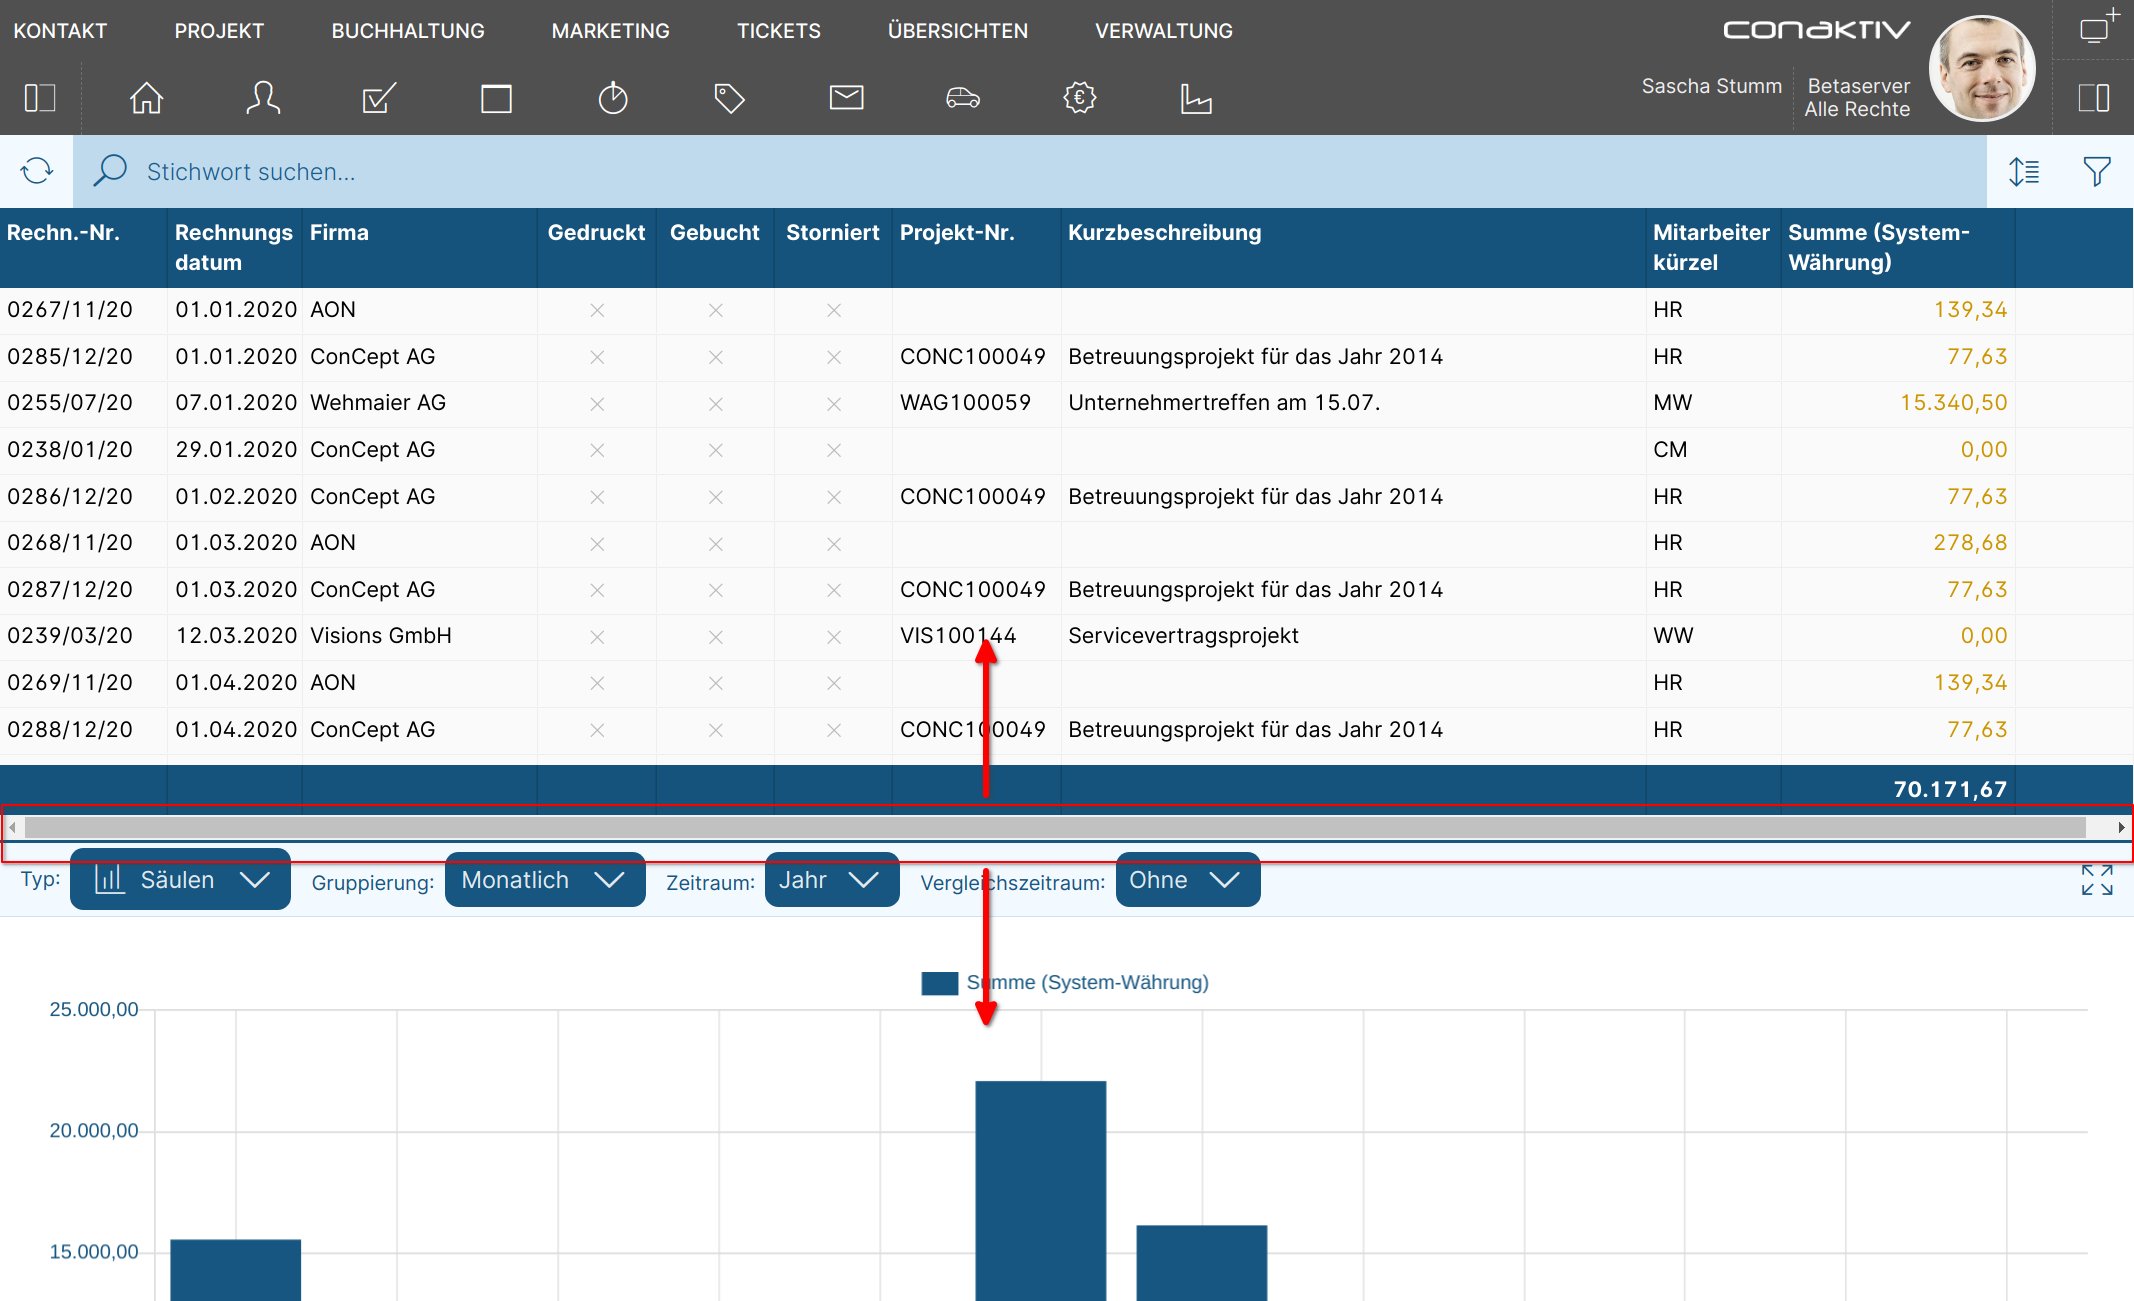 KONTAKT PROJEKT BUCHHALTUNG MARKETING TICKETS ÜBERSICHTEN VERWALTUNG conaktiv
Sascha Stumm Betaserver
Alle Rechte
Stichwort suchen...
Rechn.-Nr. Rechnungs Firma Gedruckt Gebucht Storniert Projekt-Nr. Kurzbeschreibung Mitarbeiter Summe (System-
datum kürzel Währung)
0267/11/20 01.01.2020 AON HR 139,34
0285/12/20 01.01.2020 ConCept AG CONC100049 Betreuungsprojekt für das Jahr 2014 HR 77,63
0255/07/20 07.01.2020 Wehmaier AG WAG100059 Unternehmertreffen am 15.07. MW 15.340,50
0238/01/20 29.01.2020 ConCept AG CM 0,00
0286/12/20 01.02.2020 ConCept AG CONC100049 Betreuungsprojekt für das Jahr 2014 HR 77,63
0268/11/20 01.03.2020 AON HR 278,68
0287/12/20 01.03.2020 ConCept AG CONC100049 Betreuungsprojekt für das Jahr 2014 HR 77,63
0239/03/20 12.03.2020 Visions GmbH VIS100144 Servicevertragsprojekt WW 0,00
0269/11/20 01.04.2020 AON HR 139,34
0288/12/20 01.04.2020 ConCept AG CONC100049 Betreuungsprojekt für das Jahr 2014 HR 77,63
70.171,67
Typ: Säulen Gruppierung: Monatlich Zeitraum: Jahr Vergleichszeitraum: Ohne
Summe (System-Währung)
25.000,00
20.000,00
15.000,00